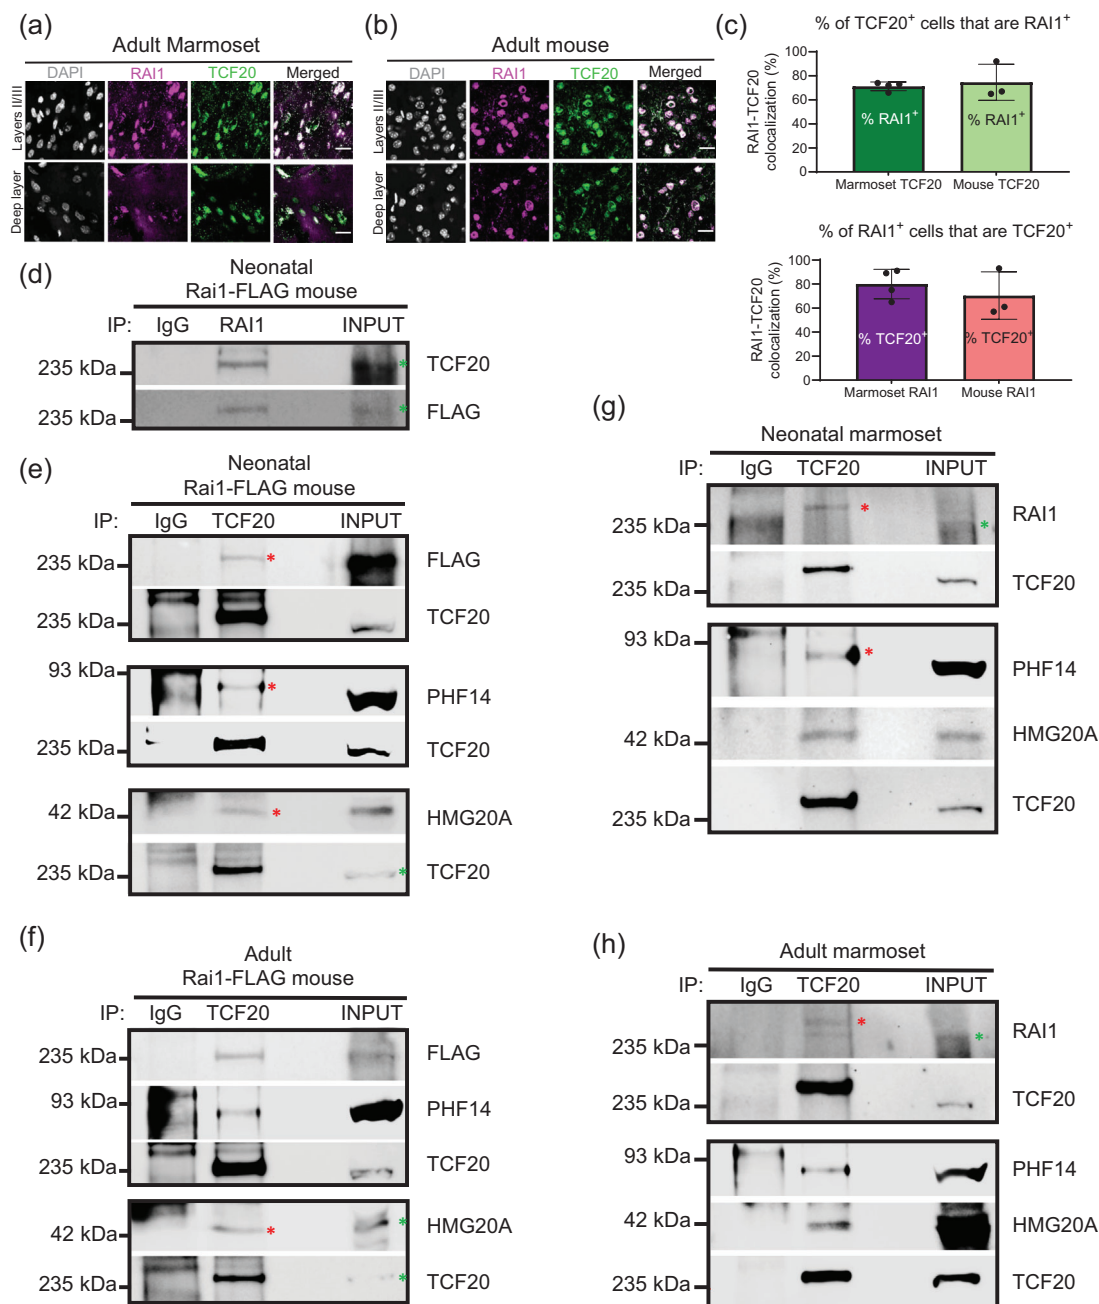 (a)
Adult Marmoset
DAPI RAI1 TCF20 Merged
Layers II/III
Deep layer
(b)
Adult mouse
DAPI RAI1 TCF20 Merged
Layers II/III
Deep layer
(c)
% of TCF20+ cells that are RAI1+
RAI1-TCF20
colocalization (%)
100
80
60
40
20
0
% RAI1+ % RAI1+
Marmoset TCF20 Mouse TCF20
% of RAI1+ cells that are TCF20+
RAI1-TCF20
colocalization (%)
100
80
60
40
20
0
% TCF20+ % TCF20+
Marmoset RAI1 Mouse RAI1
(d)
Neonatal
Rai1-FLAG mouse
IP: IgG RAI1 INPUT
235 kDa * TCF20
235 kDa * FLAG
(e)
Neonatal
Rai1-FLAG mouse
IP: IgG TCF20 INPUT
235 kDa * FLAG
235 kDa TCF20
93 kDa * PHF14
235 kDa TCF20
42 kDa * HMG20A
235 kDa * TCF20
(f)
Adult
Rai1-FLAG mouse
IP: IgG TCF20 INPUT
235 kDa FLAG
93 kDa PHF14
235 kDa TCF20
42 kDa * * HMG20A
235 kDa * TCF20
(g)
Neonatal marmoset
IP: IgG TCF20 INPUT
235 kDa * * RAI1
235 kDa TCF20
93 kDa * PHF14
42 kDa HMG20A
235 kDa TCF20
(h)
Adult marmoset
IP: IgG TCF20 INPUT
235 kDa * * RAI1
235 kDa TCF20
93 kDa PHF14
42 kDa HMG20A
235 kDa TCF20